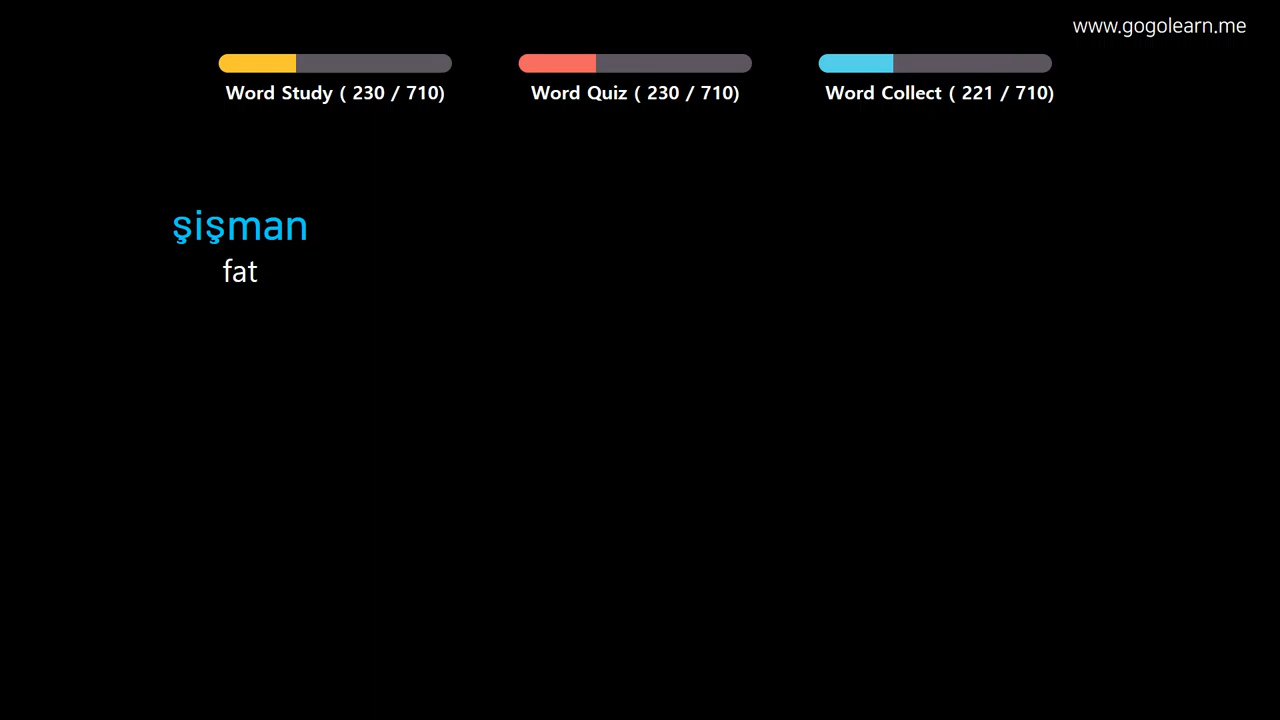 www.gogolearn.me
Word Study ( 230 / 710)
Word Quiz ( 230 / 710)
Word Collect ( 221 / 710)
şişman
fat